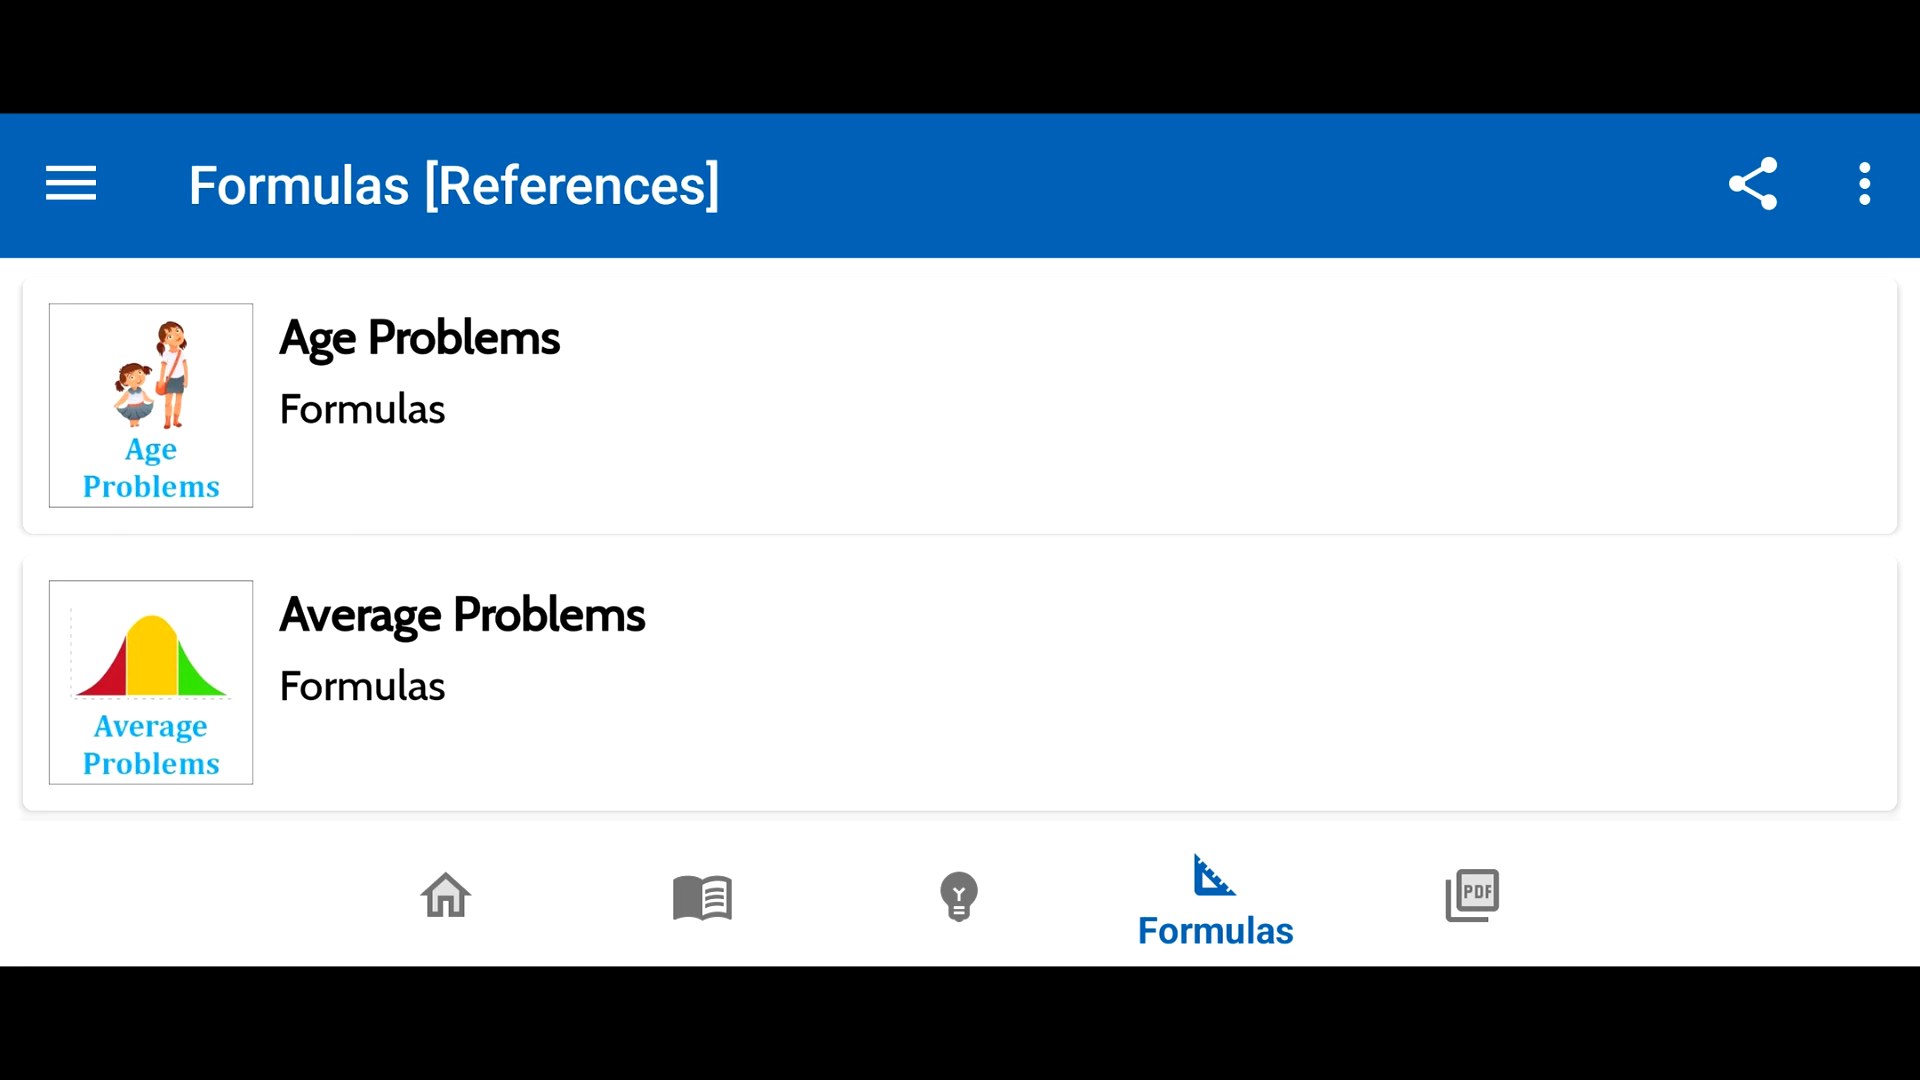 Formulas [References]
Age Problems
Formulas
Age
Problems
Average Problems
Formulas
Average
Problems
Formulas
PDF